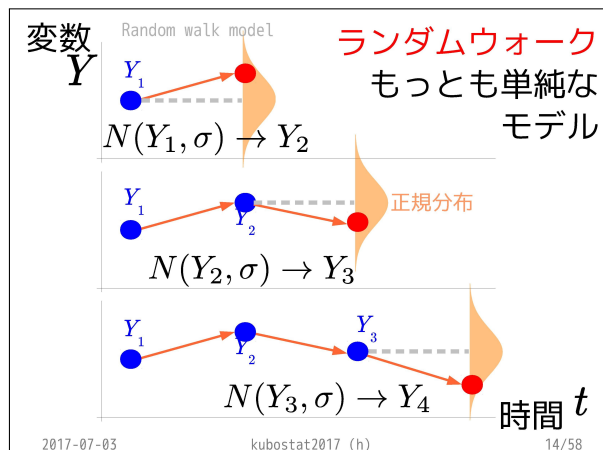 変数
Y
Random walk model
ランダムウォーク
もっとも単純な
モデル
Y₁
N(Y₁, σ) → Y₂
Y₁
Y₂
正規分布
N(Y₂, σ) → Y₃
Y₁
Y₂
Y₃
N(Y₃, σ) → Y₄
時間 t
2017-07-03 kubostat2017 (h) 14/58